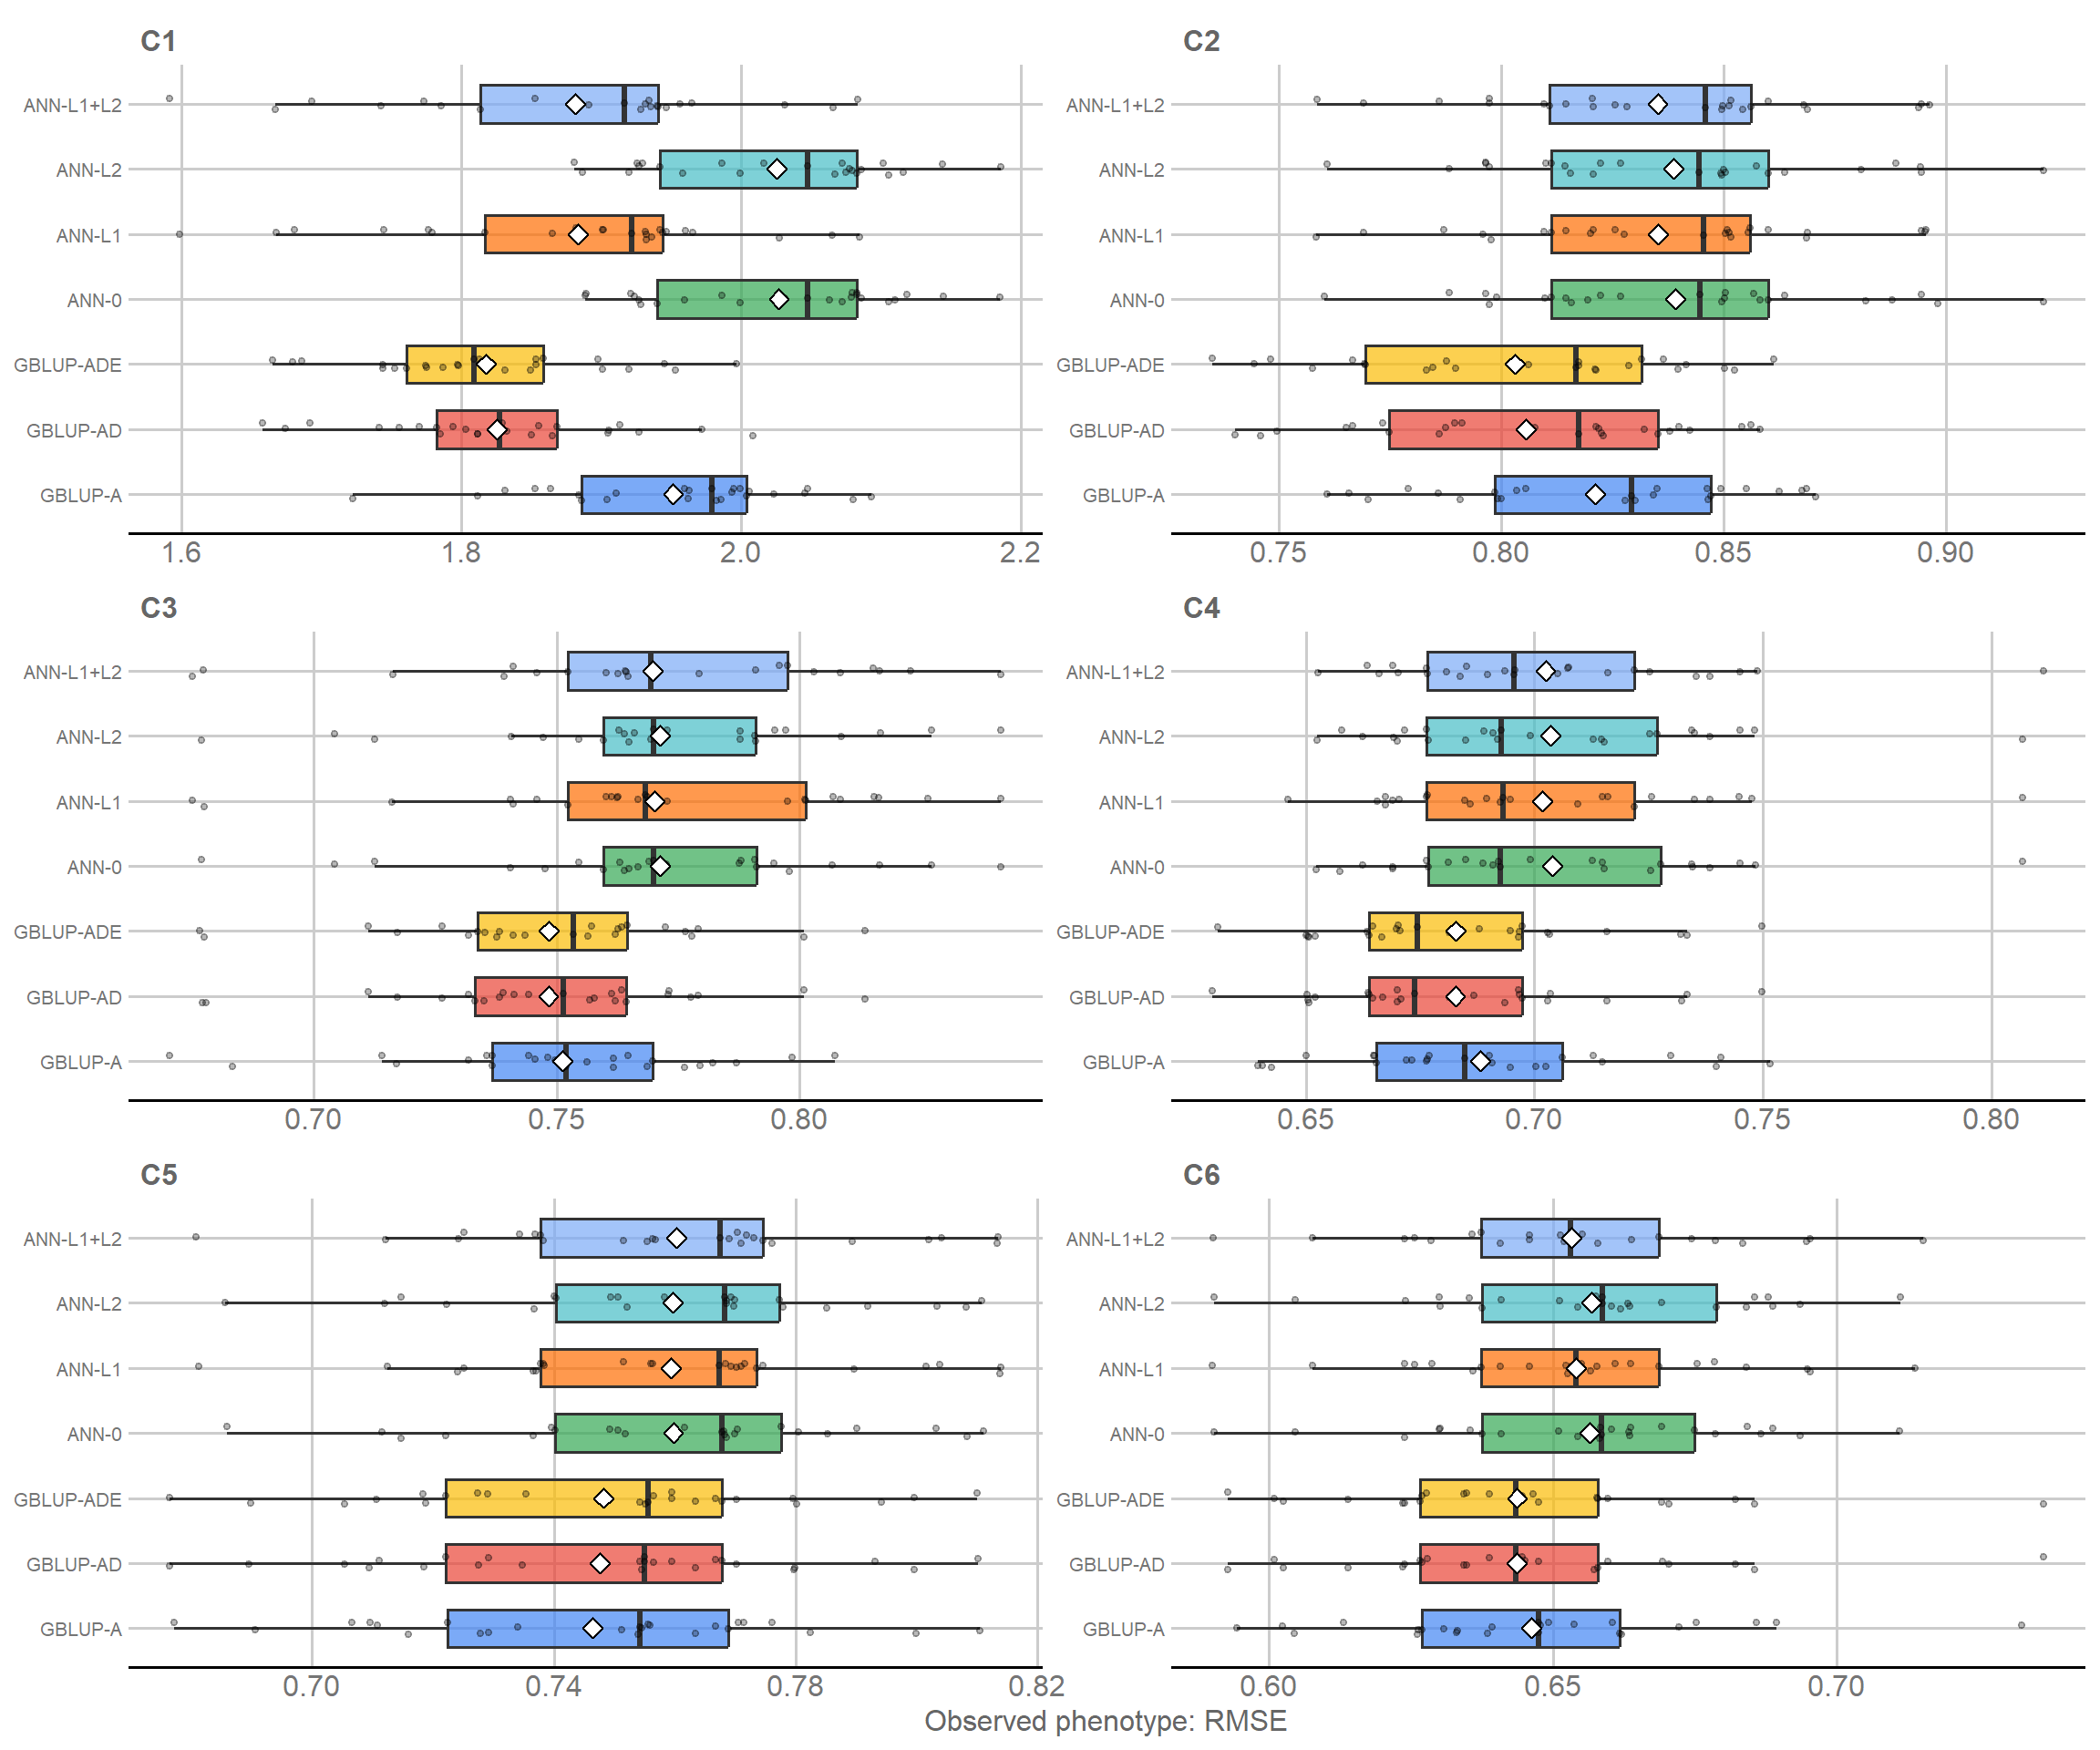 C1
ANN-L1+L2
ANN-L2
ANN-L1
ANN-0
GBLUP-ADE
GBLUP-AD
GBLUP-A
1.6 1.8 2.0 2.2
C2
ANN-L1+L2
ANN-L2
ANN-L1
ANN-0
GBLUP-ADE
GBLUP-AD
GBLUP-A
0.75 0.80 0.85 0.90
C3
ANN-L1+L2
ANN-L2
ANN-L1
ANN-0
GBLUP-ADE
GBLUP-AD
GBLUP-A
0.70 0.75 0.80
C4
ANN-L1+L2
ANN-L2
ANN-L1
ANN-0
GBLUP-ADE
GBLUP-AD
GBLUP-A
0.65 0.70 0.75 0.80
C5
ANN-L1+L2
ANN-L2
ANN-L1
ANN-0
GBLUP-ADE
GBLUP-AD
GBLUP-A
0.70 0.74 0.78 0.82
C6
ANN-L1+L2
ANN-L2
ANN-L1
ANN-0
GBLUP-ADE
GBLUP-AD
GBLUP-A
0.60 0.65 0.70
Observed phenotype: RMSE